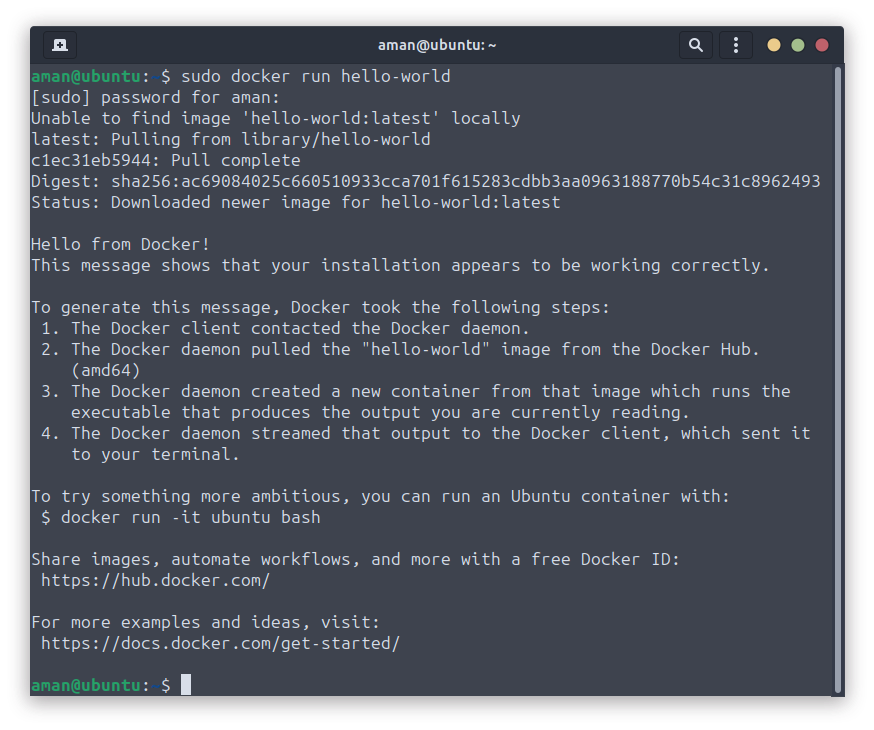 aman@ubuntu: ~
aman@ubuntu:~$ sudo docker run hello-world
[sudo] password for aman:
Unable to find image 'hello-world:latest' locally
latest: Pulling from library/hello-world
c1ec31eb5944: Pull complete
Digest: sha256:ac69084025c660510933cca701f615283cdbb3aa0963188770b54c31c8962493
Status: Downloaded newer image for hello-world:latest

Hello from Docker!
This message shows that your installation appears to be working correctly.

To generate this message, Docker took the following steps:
 1. The Docker client contacted the Docker daemon.
 2. The Docker daemon pulled the "hello-world" image from the Docker Hub.
    (amd64)
 3. The Docker daemon created a new container from that image which runs the
    executable that produces the output you are currently reading.
 4. The Docker daemon streamed that output to the Docker client, which sent it
    to your terminal.

To try something more ambitious, you can run an Ubuntu container with:
 $ docker run -it ubuntu bash

Share images, automate workflows, and more with a free Docker ID:
 https://hub.docker.com/

For more examples and ideas, visit:
 https://docs.docker.com/get-started/

aman@ubuntu:~$